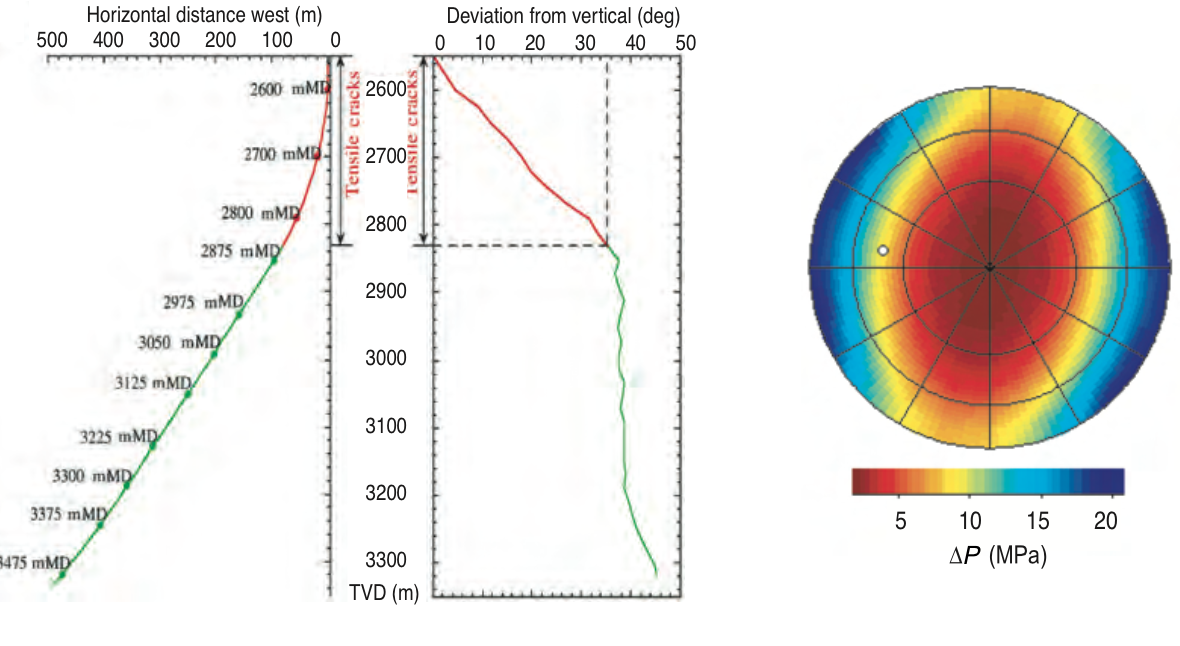 Horizontal distance west (m)
500 400 300 200 100 0
2600 mMD
2700 mMD
2800 mMD
2875 mMD
2975 mMD
3050 mMD
3125 mMD
3225 mMD
3300 mMD
3375 mMD
3475 mMD
Tensile cracks
Deviation from vertical (deg)
0 10 20 30 40 50
Tensile cracks
2600
2700
2800
2900
3000
3100
3200
3300
TVD (m)
5 10 15 20
ΔP (MPa)